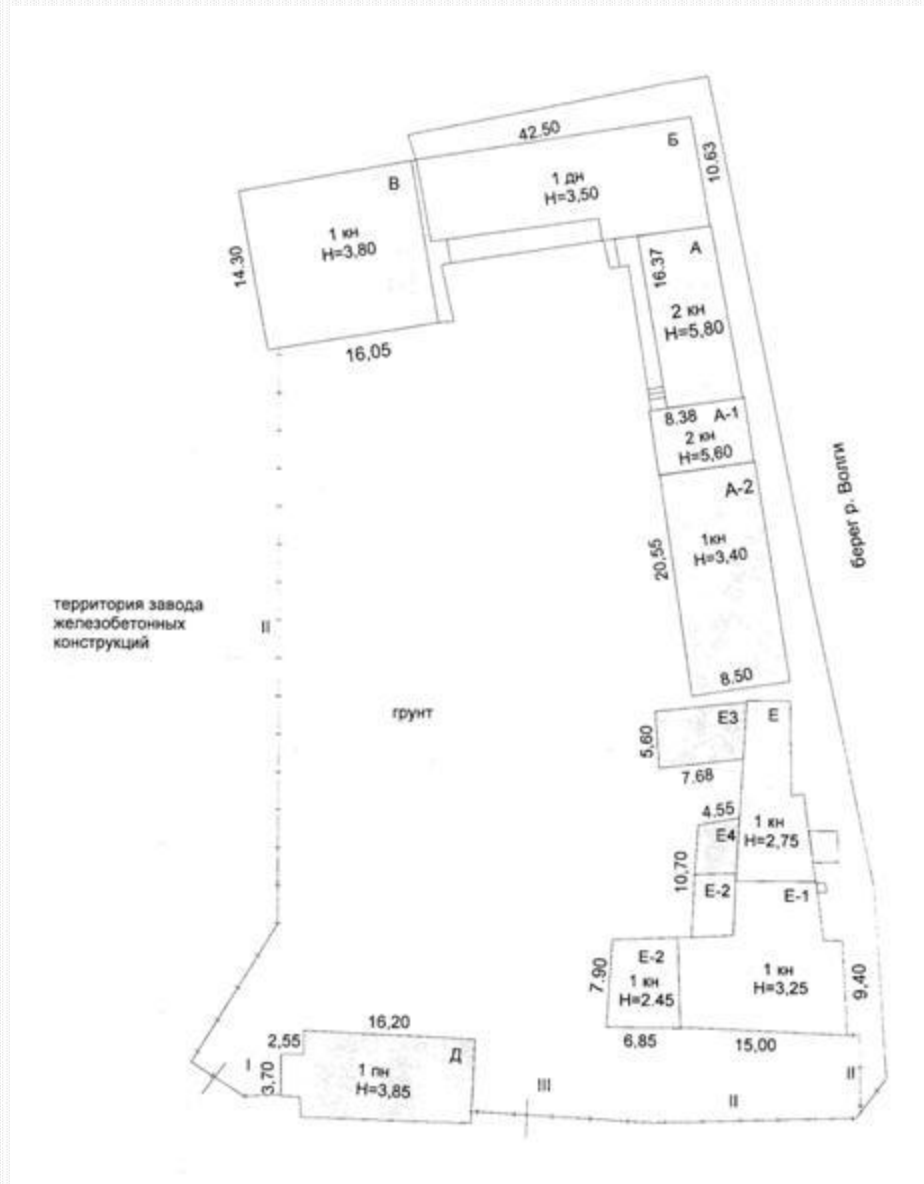 42.50
Б
10.63
В
1 дн
Н=3,50
1 кн
Н=3,80
14.30
16,05
А
16.37
2 кн
Н=5,80
8.38
А-1
2 кн
Н=5,60
А-2
1кн
Н=3,40
20,55
8.50
берег р. Волги
территория завода
железобетонных
конструкций
II
грунт
Е3
Е
5,60
7.68
4.55
Е4
1 кн
Н=2,75
10,70
Е-2
Е-1
Е-2
1 кн
Н=2.45
7.90
1 кн
Н=3,25
9,40
6,85
15,00
16,20
2,55
I
3,70
Д
1 пн
Н=3,85
III
II
II